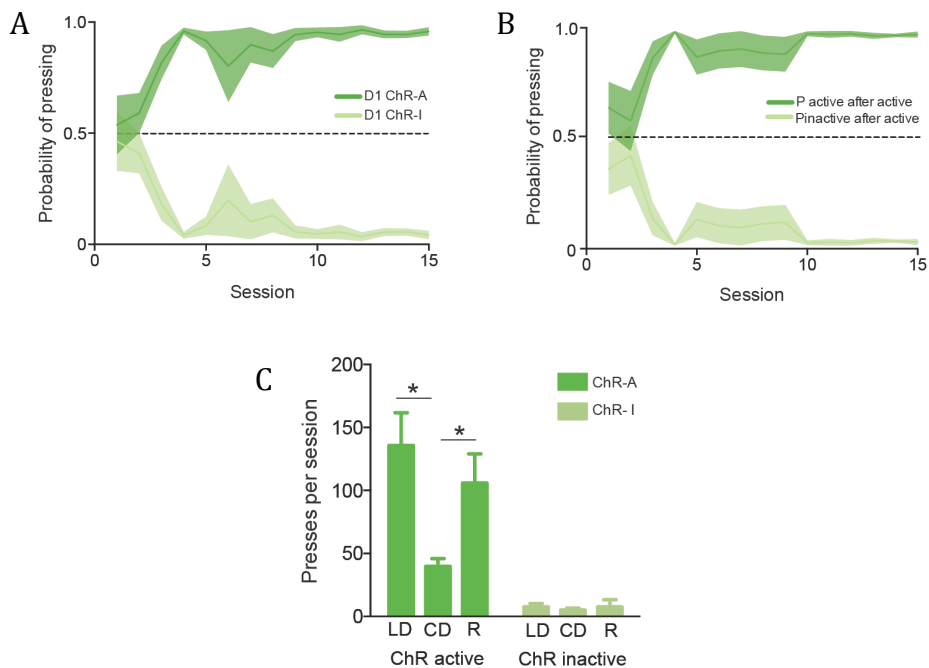 A
Probability of pressing
1.0
0.5
0
D1 ChR-A
D1 ChR-I
0 5 10 15
Session
B
Probability of pressing
1.0
0.5
0
P active after active
Pinactive after active
0 5 10 15
Session
C
Presses per session
200
150
100
50
0
* *
ChR-A
ChR- I
LD CD R LD CD R
ChR active ChR inactive